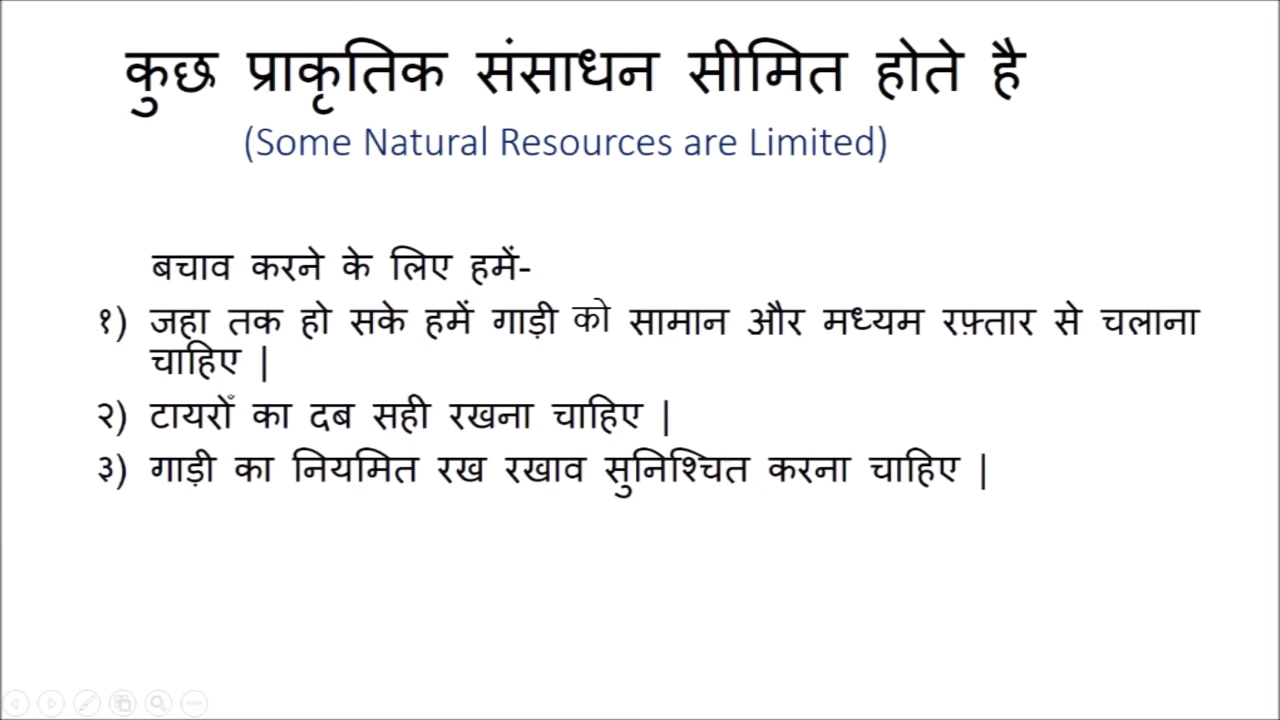 कुछ प्राकृतिक संसाधन सीमित होते है
(Some Natural Resources are Limited)
बचाव करने के लिए हमें-
१) जहा तक हो सके हमें गाड़ी को सामान और मध्यम रफ़्तार से चलाना
चाहिए |
२) टायरोँ का दब सही रखना चाहिए |
३) गाड़ी का नियमित रख रखाव सुनिश्चित करना चाहिए |